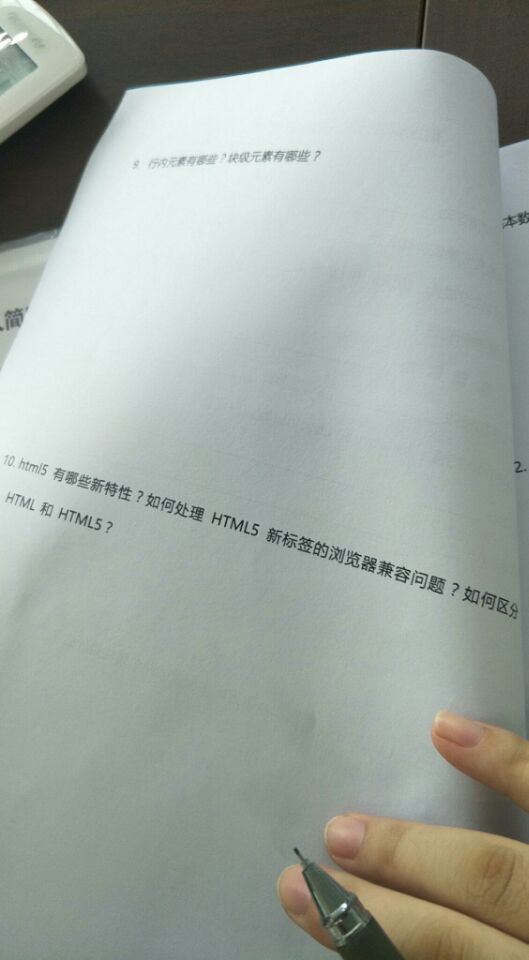 9. 行内元素有哪些？块级元素有哪些？
本数
简
10. html5 有哪些新特性？如何处理 HTML5 新标签的浏览器兼容问题？如何区分
2.
HTML 和 HTML5？